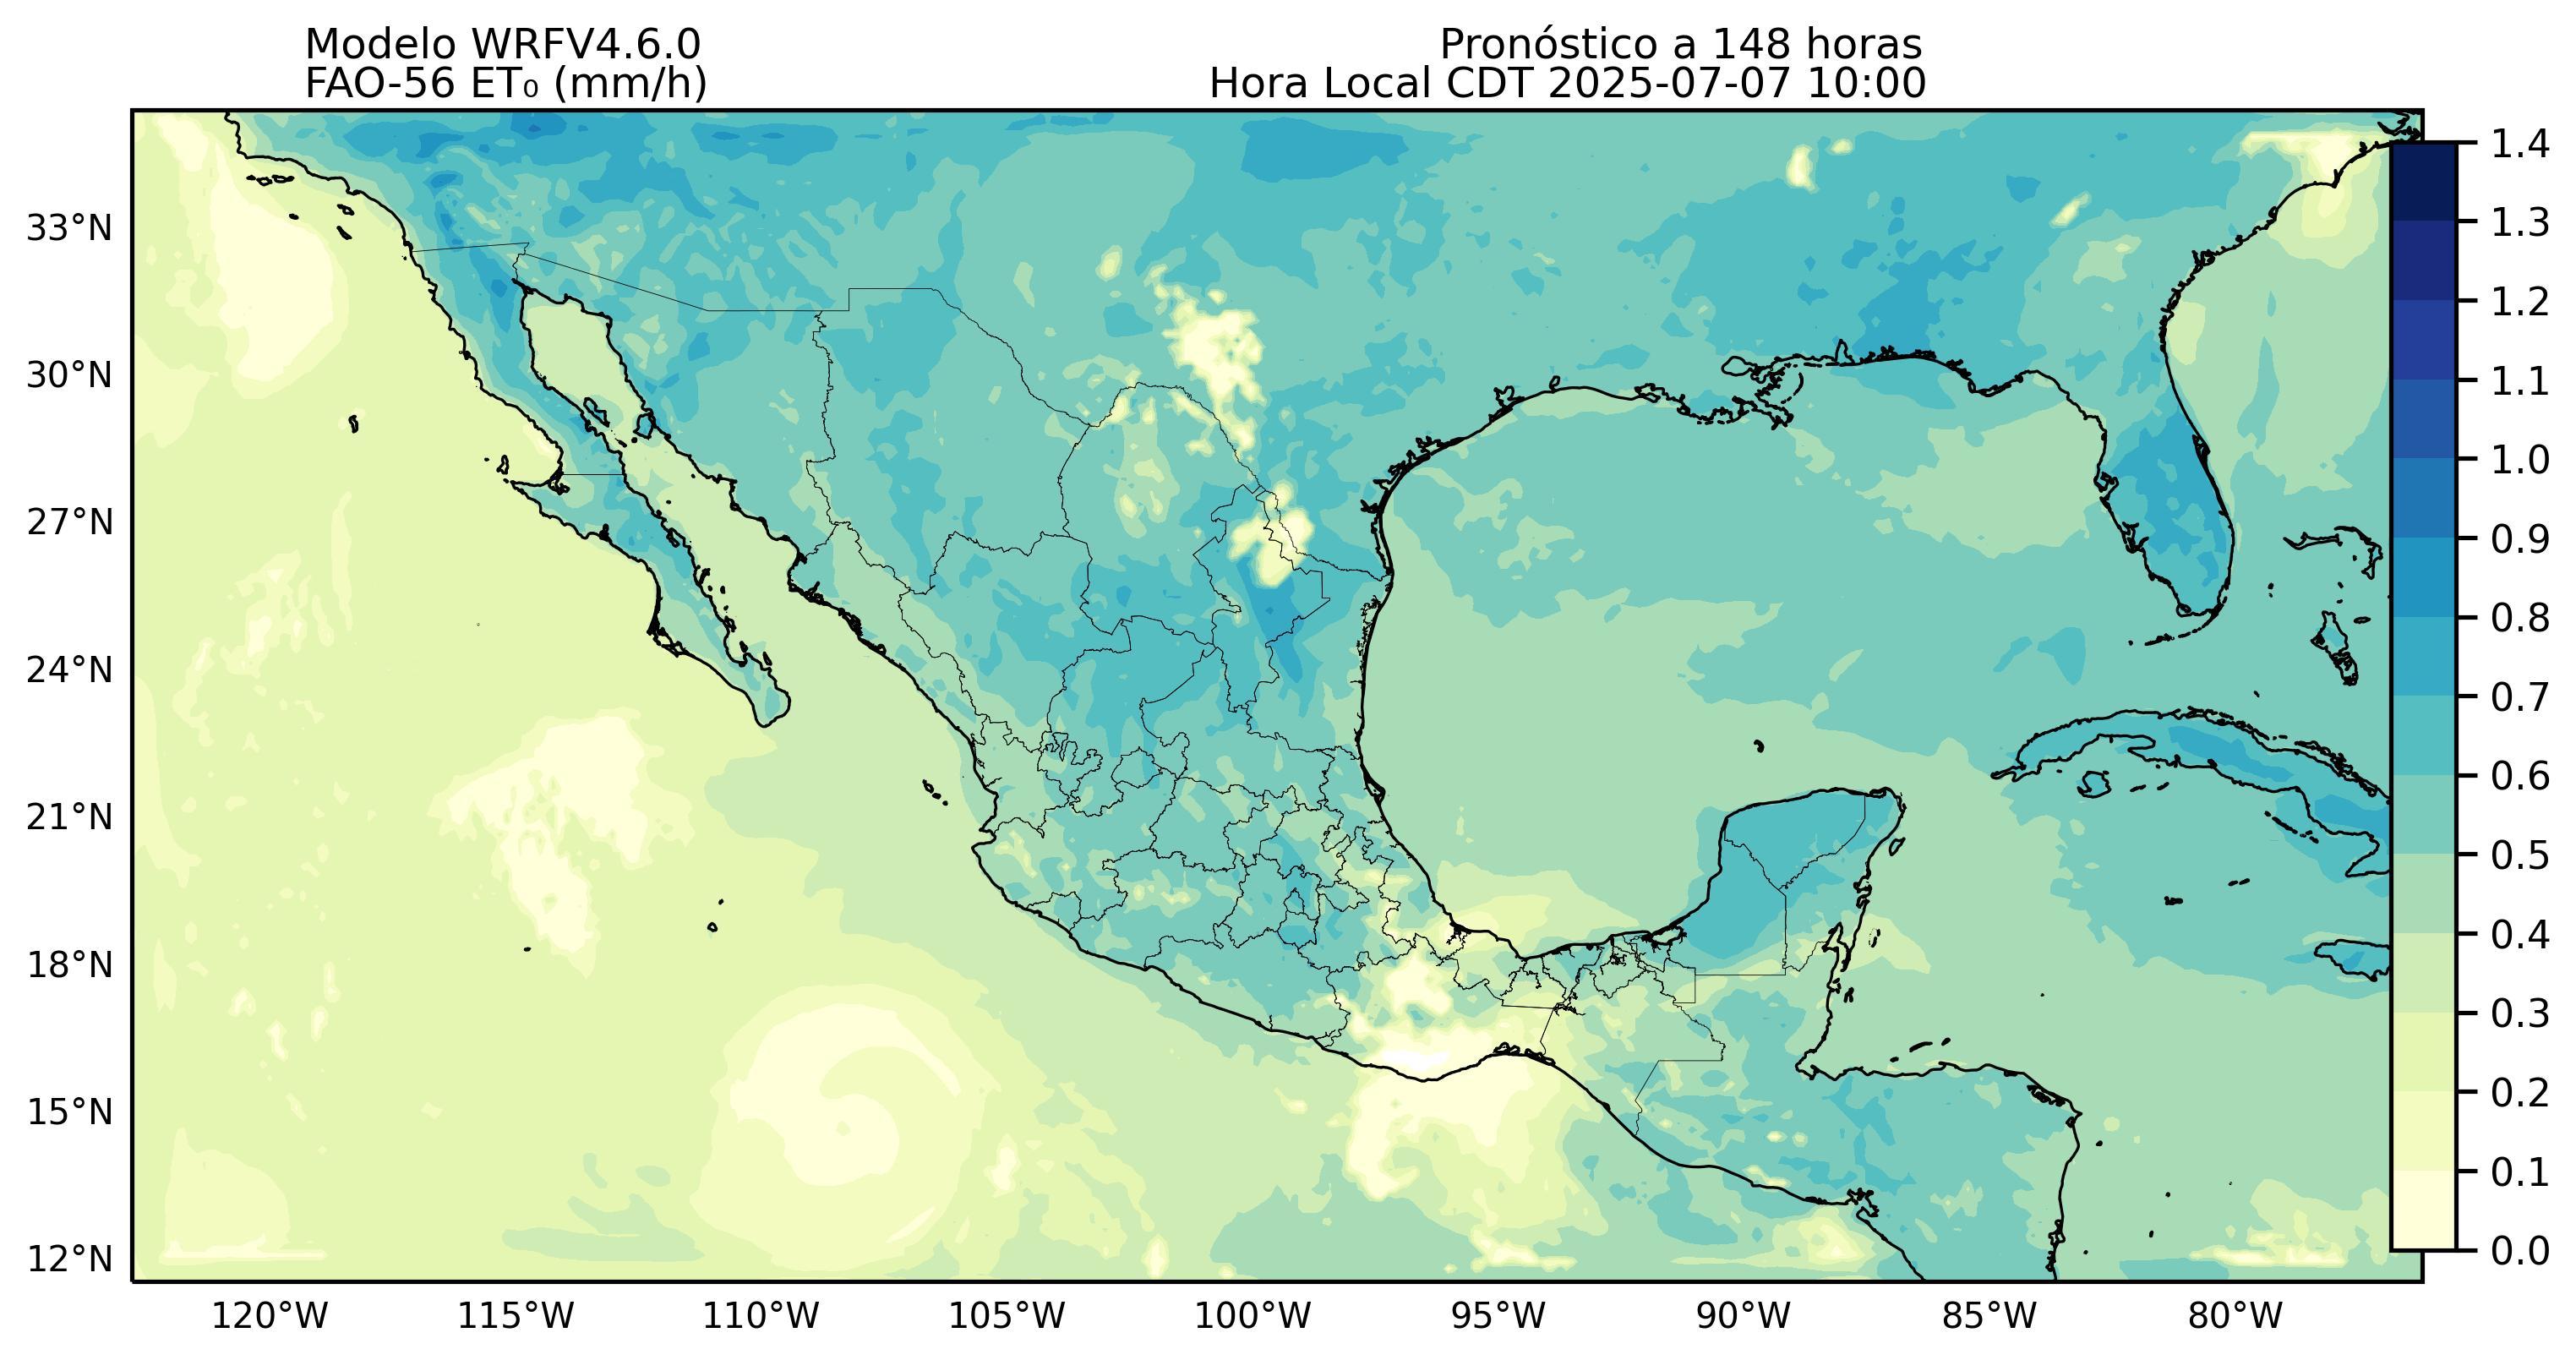 Modelo WRFV4.6.0
FAO-56 ET₀ (mm/h)
Pronóstico a 148 horas
Hora Local CDT 2025-07-07 10:00
33°N
30°N
27°N
24°N
21°N
18°N
15°N
12°N
120°W
115°W
110°W
105°W
100°W
95°W
90°W
85°W
80°W
1.4
1.3
1.2
1.1
1.0
0.9
0.8
0.7
0.6
0.5
0.4
0.3
0.2
0.1
0.0